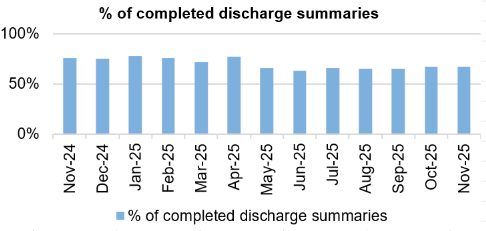 % of completed discharge summaries
100%
50%
0%
Nov-24
Dec-24
Jan-25
Feb-25
Mar-25
Apr-25
May-25
Jun-25
Jul-25
Aug-25
Sep-25
Oct-25
Nov-25
% of completed discharge summaries